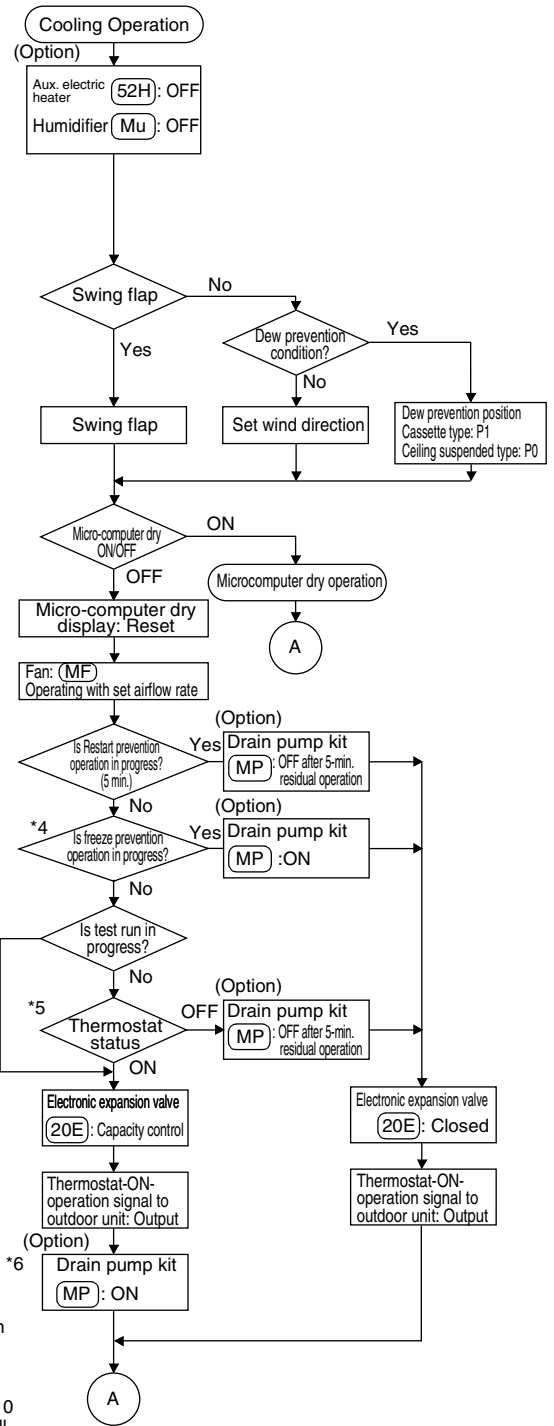 Cooling Operation
(Option)
Aux. electric
heater
52H : OFF
Humidifier Mu : OFF
Swing flap
No
Yes
Dew prevention
condition?
Yes
No
Swing flap
Set wind direction
Dew prevention position
Cassette type: P1
Ceiling suspended type: P0
Micro-computer dry
ON/OFF
ON
OFF
Microcomputer dry operation
A
Micro-computer dry
display: Reset
Fan: MF
Operating with set airflow rate
Is Restart prevention
operation in progress?
(5 min.)
Yes
No
(Option)
Drain pump kit
MP : OFF after 5-min.
residual operation
*4
Is freeze prevention
operation in progress?
Yes
No
(Option)
Drain pump kit
MP :ON
Is test run in
progress?
No
*5
Thermostat
status
OFF
ON
(Option)
Drain pump kit
MP : OFF after 5-min.
residual operation
Electronic expansion valve
20E : Capacity control
Electronic expansion valve
20E : Closed
Thermostat-ON-
operation signal to
outdoor unit: Output
Thermostat-ON-
operation signal to
outdoor unit: Output
(Option)
*6
Drain pump kit
MP : ON
A
0